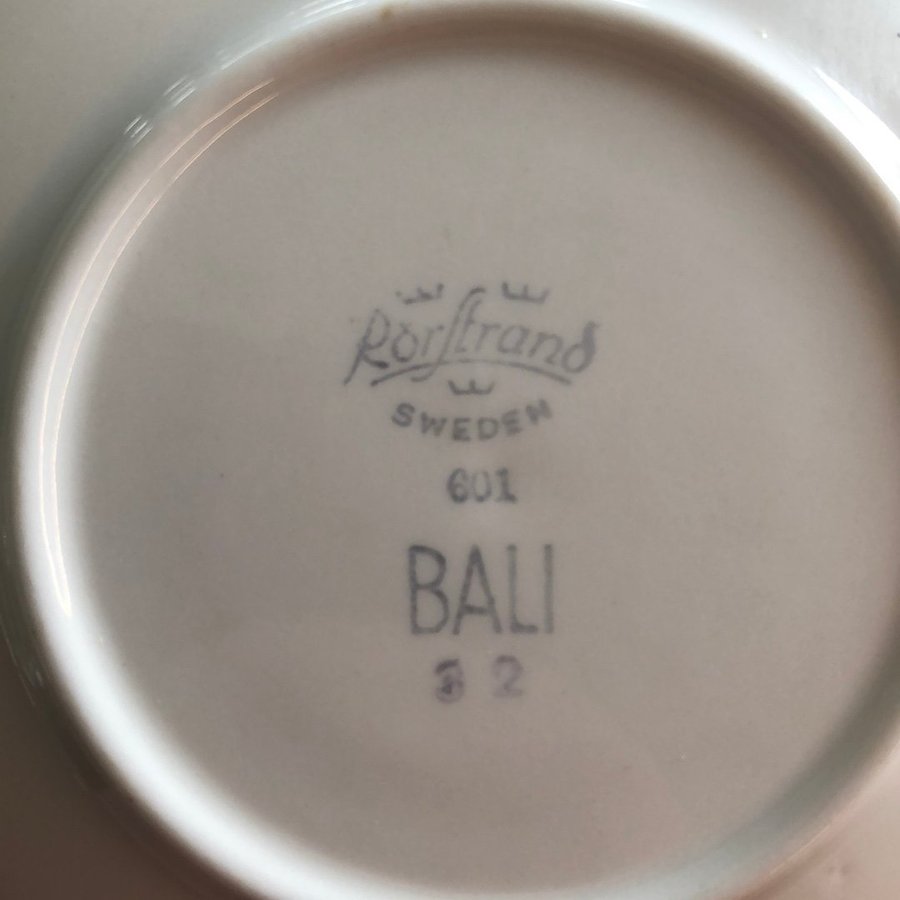 Rörstrand
SWEDEN
601
BALI
2